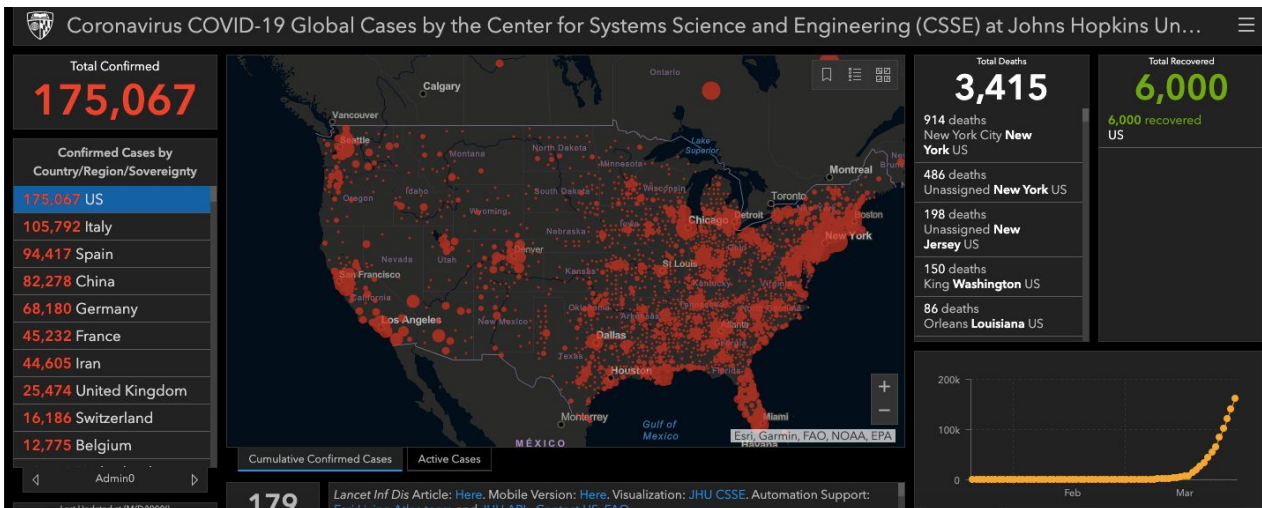 Coronavirus COVID-19 Global Cases by the Center for Systems Science and Engineering (CSSE) at Johns Hopkins Un...
Total Confirmed
175,067
Confirmed Cases by
Country/Region/Sovereignty
175,067 US
105,792 Italy
94,417 Spain
82,278 China
68,180 Germany
45,232 France
44,605 Iran
25,474 United Kingdom
16,186 Switzerland
12,775 Belgium
Admin0
Calgary
Ontario
Vancouver
Seattle
Montana
North Dakota
Minnesota
Lake
Superior
Montreal
Oregon
Idaho
South Dakota
Wisconsin
Toronto
Wyoming
Iowa
Chicago
Detroit
Boston
Nebraska
New York
Nevada
Utah
Denver
Ohio
San Francisco
Kansas
St Louis
Kentucky
Virginia
California
Los Angeles
New Mexico
Oklahoma
Arkansas
Atlanta
Dallas
Georgia
Texas
Houston
Florida
Monterrey
Gulf of
Mexico
Miami
MÉXICO
Havana
Esri, Garmin, FAO, NOAA, EPA
Cumulative Confirmed Cases
Active Cases
179
Lancet Inf Dis Article: Here. Mobile Version: Here. Visualization: JHU CSSE. Automation Support:
Total Deaths
3,415
914 deaths
New York City New
York US
486 deaths
Unassigned New York US
198 deaths
Unassigned New
Jersey US
150 deaths
King Washington US
86 deaths
Orleans Louisiana US
Total Recovered
6,000
6,000 recovered
US
200k
100k
0
Feb
Mar